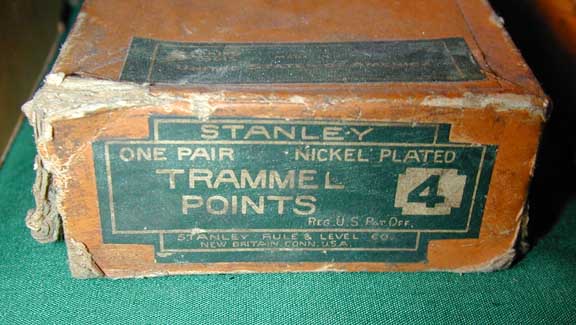 STANLEY
ONE PAIR · NICKEL PLATED
TRAMMEL
POINTS
4
REG. U.S. PAT. OFF.
STANLEY RULE & LEVEL CO.
NEW BRITAIN, CONN. U.S.A.